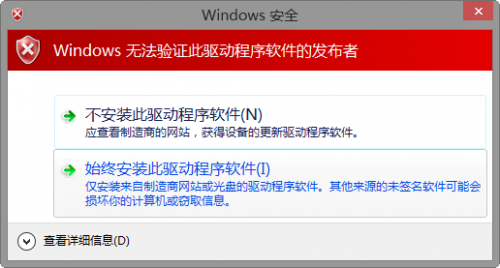 Windows 安全
Windows 无法验证此驱动程序软件的发布者
不安装此驱动程序软件(N)
应查看制造商的网站，获得设备的更新驱动程序软件。
始终安装此驱动程序软件(I)
仅安装来自制造商网站或光盘的驱动程序软件。其他来源的未签名软件可能会
损坏你的计算机或窃取信息。
查看详细信息(D)